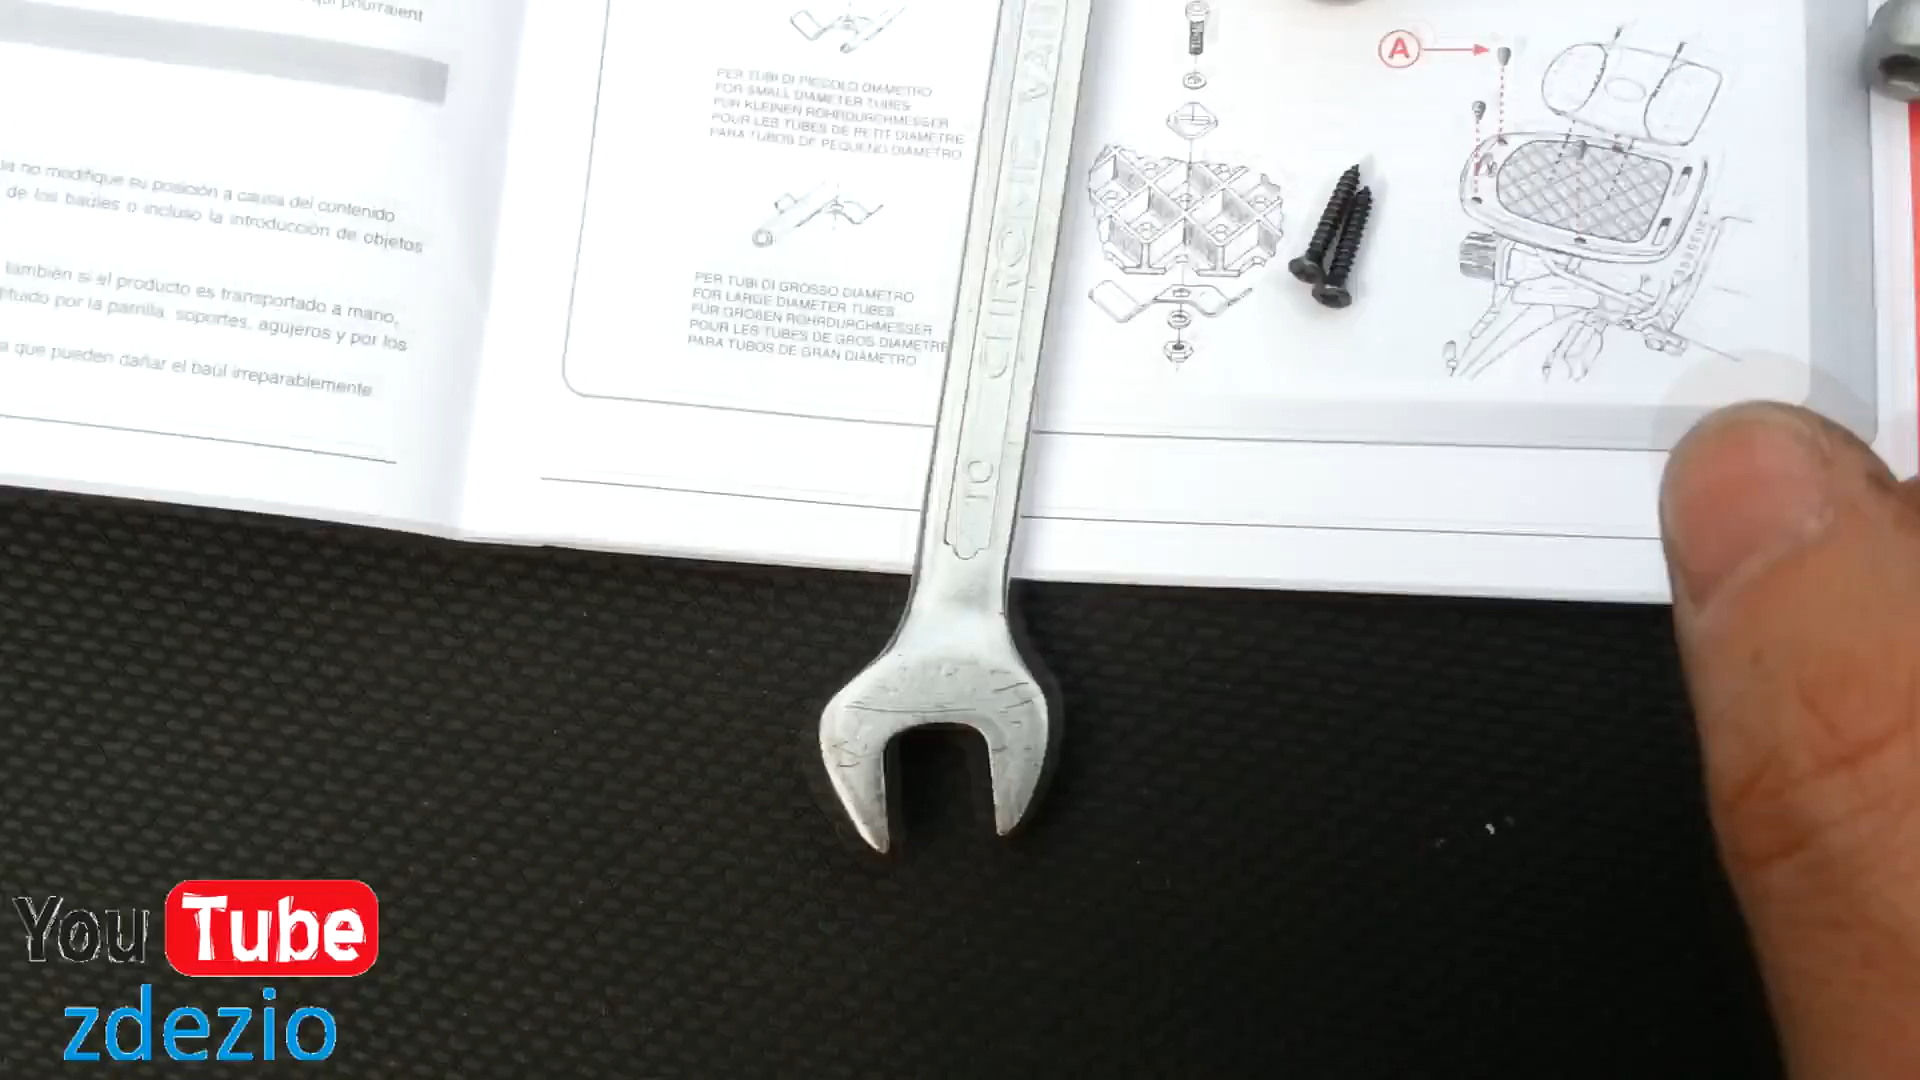 qui pourraient
no modifique su posición a causa del contenido
de los baúles o incluso la introducción de objetos
también si el producto es transportado a mano,
por la parrilla, soportes, agujeros y por los
que pueden dañar el baúl irreparablemente
PER TUBI DI PICCOLO DIAMETRO
FOR SMALL DIAMETER TUBES
FÜR KLEINEN ROHRDURCHMESSER
POUR LES TUBES DE PETIT DIAMETRE
PARA TUBOS DE PEQUENO DIAMETRO
PER TUBI DI GROSSO DIAMETRO
FOR LARGE DIAMETER TUBES
FÜR GROßEN ROHRDURCHMESSER
POUR LES TUBES DE GROS DIAMETRE
PARA TUBOS DE GRAN DIAMETRO
CHROME VAN
10
A
YouTube
zdezio